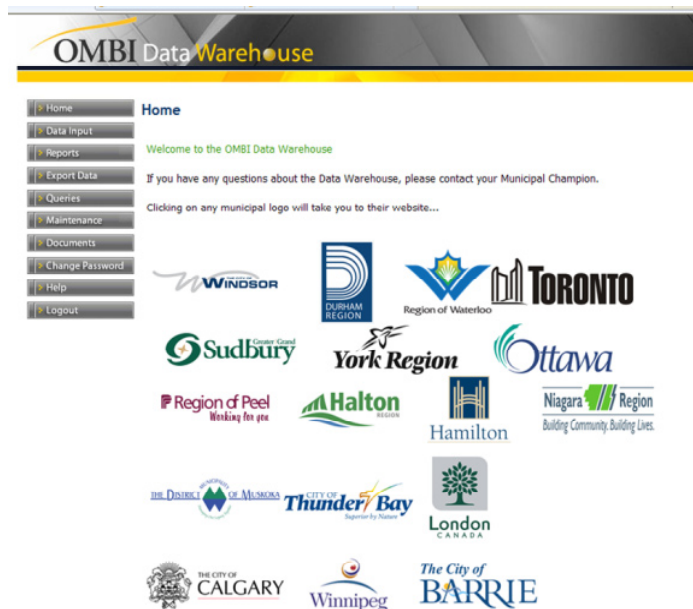 OMBI Data Warehouse
Home
Data Input
Reports
Export Data
Queries
Maintenance
Documents
Change Password
Help
Logout
Home
Welcome to the OMBI Data Warehouse
If you have any questions about the Data Warehouse, please contact your Municipal Champion.
Clicking on any municipal logo will take you to their website...
THE CITY OF
WINDSOR
DURHAM
REGION
Region of Waterloo
TORONTO
Greater Grand
Sudbury
York Region
Ottawa
Region of Peel
Working for you
Halton
REGION
Hamilton
Niagara Region
Building Community. Building Lives.
THE DISTRICT MUNICIPALITY OF MUSKOKA
CITY OF
Thunder Bay
Superior by Nature
London
CANADA
THE CITY OF
CALGARY
Winnipeg
The City of
BARRIE